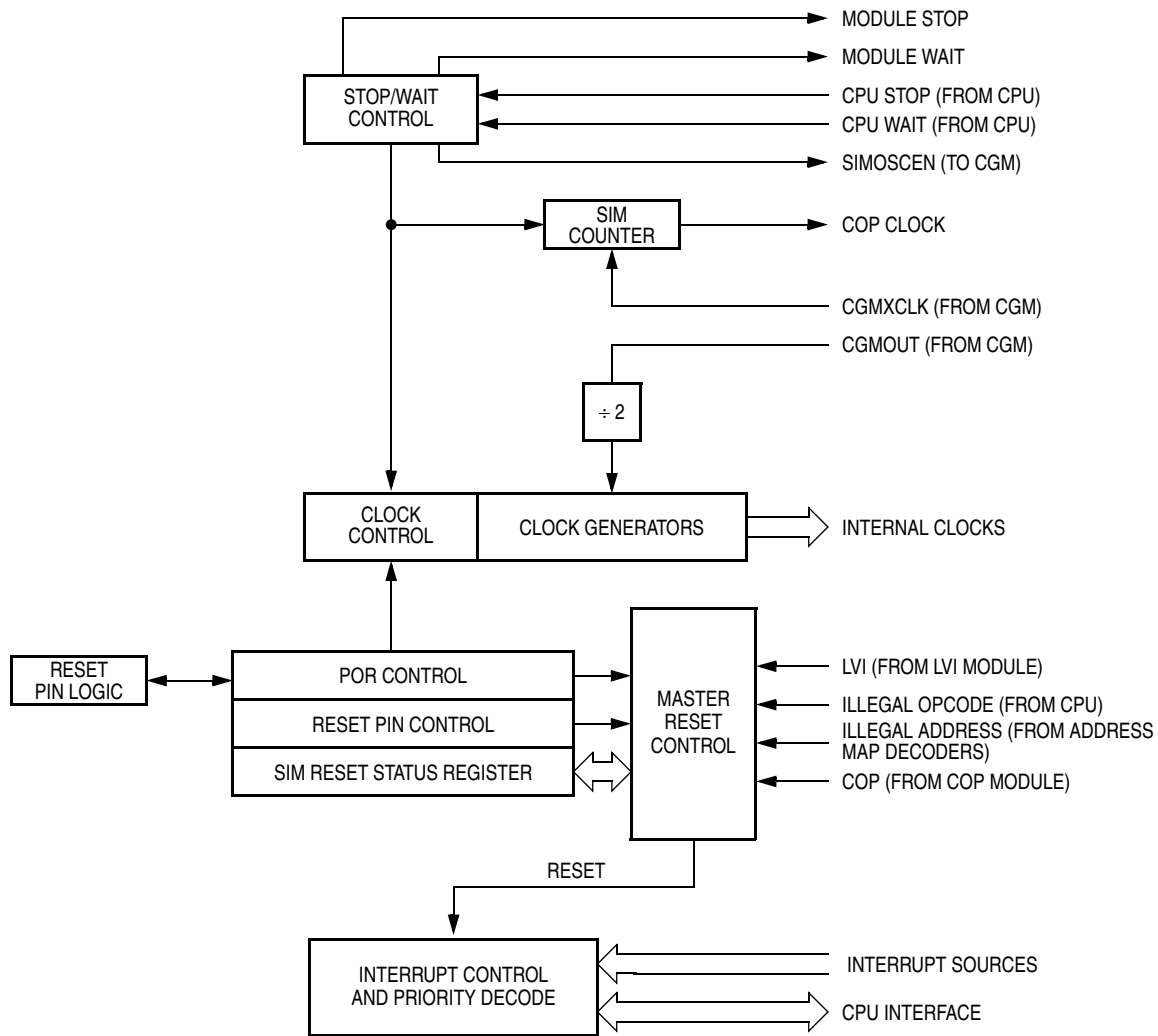 MODULE STOP
MODULE WAIT
STOP/WAIT
CONTROL
CPU STOP (FROM CPU)
CPU WAIT (FROM CPU)
SIMOSCEN (TO CGM)
SIM
COUNTER
COP CLOCK
CGMXCLK (FROM CGM)
CGMOUT (FROM CGM)
÷ 2
CLOCK
CONTROL
CLOCK GENERATORS
INTERNAL CLOCKS
RESET
PIN LOGIC
POR CONTROL
RESET PIN CONTROL
SIM RESET STATUS REGISTER
MASTER
RESET
CONTROL
LVI (FROM LVI MODULE)
ILLEGAL OPCODE (FROM CPU)
ILLEGAL ADDRESS (FROM ADDRESS
MAP DECODERS)
COP (FROM COP MODULE)
RESET
INTERRUPT CONTROL
AND PRIORITY DECODE
INTERRUPT SOURCES
CPU INTERFACE